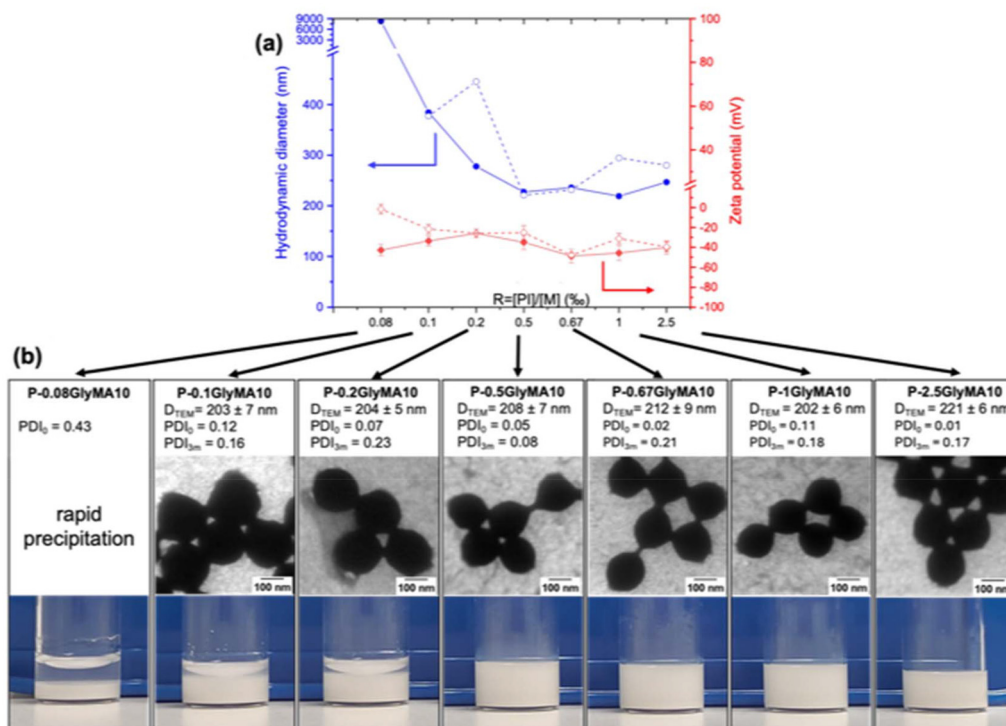 (a)
Hydrodynamic diameter (nm)
9000
6000
3000
400
300
200
100
0
100
80
60
40
0
-20
-40
-60
-80
-100
Zeta potential (mV)
R=[PI]/[M] (‰)
0.08 0.1 0.2 0.5 0.67 1 2.5
(b)
P-0.08GlyMA10
PDI0 = 0.43
rapid
precipitation
P-0.1GlyMA10
DTEM = 203 ± 7 nm
PDI0 = 0.12
PDI3m = 0.16
100 nm
P-0.2GlyMA10
DTEM = 204 ± 5 nm
PDI0 = 0.07
PDI3m = 0.23
100 nm
P-0.5GlyMA10
DTEM = 208 ± 7 nm
PDI0 = 0.05
PDI3m = 0.08
100 nm
P-0.67GlyMA10
DTEM = 212 ± 9 nm
PDI0 = 0.02
PDI3m = 0.21
100 nm
P-1GlyMA10
DTEM = 202 ± 6 nm
PDI0 = 0.11
PDI3m = 0.18
100 nm
P-2.5GlyMA10
DTEM = 221 ± 6 nm
PDI0 = 0.01
PDI3m = 0.17
100 nm